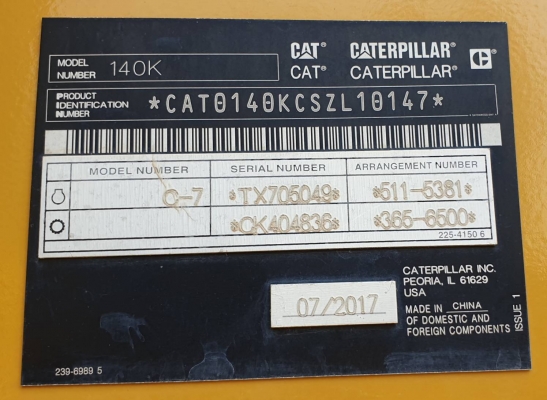 MODEL NUMBER 140K
CAT® CATERPILLAR® C
CAT® CATERPILLAR®
PRODUCT IDENTIFICATION NUMBER *CAT0140KCSZL10147*
MODEL NUMBER SERIAL NUMBER ARRANGEMENT NUMBER
C-7 *TX705049* *511-5361*
*CK404636* *365-6500*
225-4150 6
CATERPILLAR INC.
PEORIA, IL 61629
USA
07/2017
MADE IN CHINA
OF DOMESTIC AND
FOREIGN COMPONENTS
ISSUE 1
239-6989 5